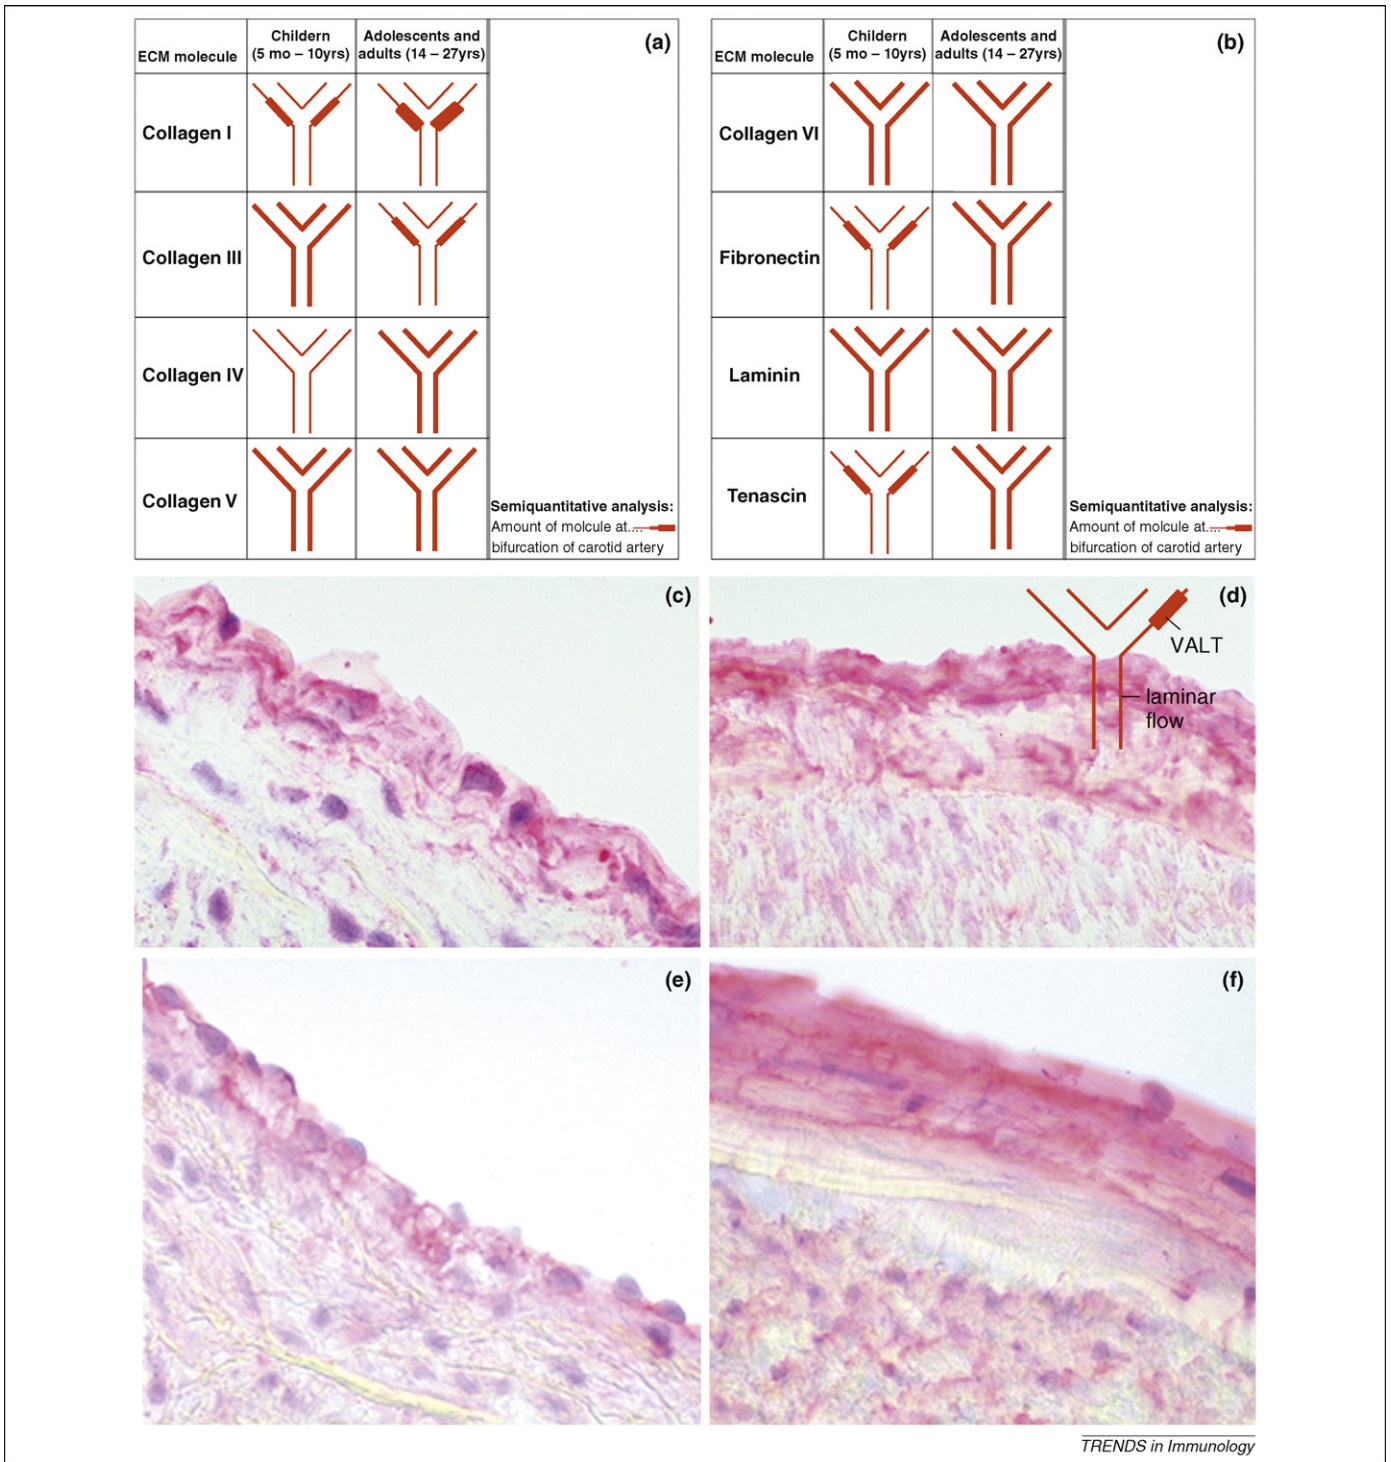 ECM molecule
Childern
(5 mo – 10yrs)
Adolescents and
adults (14 – 27yrs)
(a)
Collagen I
Collagen III
Collagen IV
Collagen V
Semiquantitative analysis:
Amount of molcule at....
bifurcation of carotid artery
ECM molecule
Childern
(5 mo – 10yrs)
Adolescents and
adults (14 – 27yrs)
(b)
Collagen VI
Fibronectin
Laminin
Tenascin
Semiquantitative analysis:
Amount of molcule at....
bifurcation of carotid artery
(c)
(d)
VALT
laminar
flow
(e)
(f)
TRENDS in Immunology